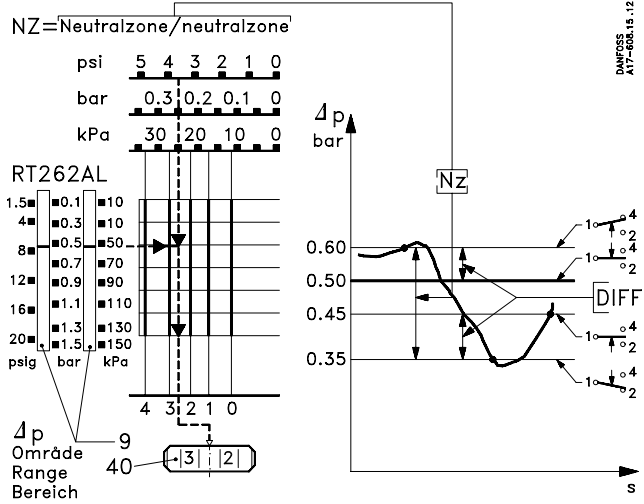 NZ=Neutralzone/neutralzone
DANFOSS
A17-608.15.12
psi 5 4 3 2 1 0
bar 0.3 0.2 0.1 0
kPa 30 20 10 0
RT262AL
1.5 0.1 10
4 0.3 10
8 0.5 50
0.7 70
12 0.9 90
16 1.1 110
1.3 130
20 1.5 150
psig bar kPa
4 3 2 1 0
Δp
Område
Range
Bereich
9
40
|3| |2|
Δp
bar
Nz
0.60
0.50
0.45
0.35
DIFF
1 4
2
1 4
2
1 4
2
1 4
2
s